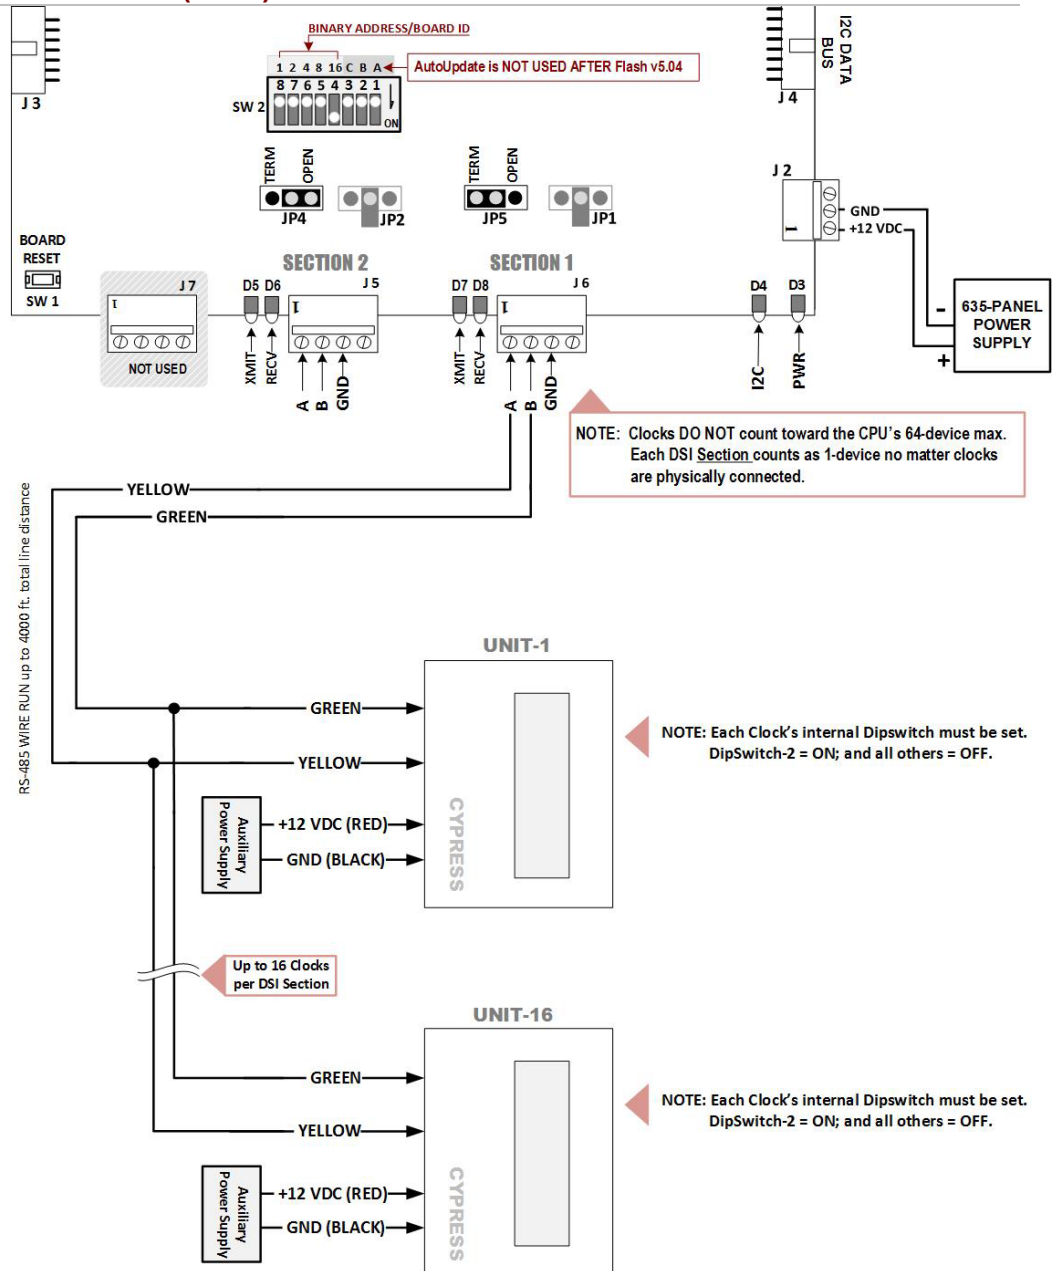 BINARY ADDRESS/BOARD ID
1 2 4 8 16 C B A
AutoUpdate is NOT USED AFTER Flash v5.04
8 7 6 5 4 3 2 1
SW 2
ON
J 3
J 4
I2C DATA
BUS
TERM
OPEN
JP4
JP2
TERM
OPEN
JP5
JP1
J 2
1
GND
+12 VDC
BOARD
RESET
SW 1
J 7
1
NOT USED
SECTION 2
D5 D6
J 5
1
XMIT
RECV
A
B
GND
SECTION 1
D7 D8
J 6
1
XMIT
RECV
A
B
GND
D4
D3
I2C
PWR
-
+
635-PANEL
POWER
SUPPLY
NOTE: Clocks DO NOT count toward the CPU's 64-device max.
Each DSI Section counts as 1-device no matter clocks
are physically connected.
YELLOW
GREEN
RS-485 WIRE RUN up to 4000 ft. total line distance
UNIT-1
GREEN
YELLOW
+12 VDC (RED)
GND (BLACK)
Auxiliary
Power Supply
CYPRESS
NOTE: Each Clock's internal Dipswitch must be set.
DipSwitch-2 = ON; and all others = OFF.
Up to 16 Clocks
per DSI Section
UNIT-16
GREEN
YELLOW
+12 VDC (RED)
GND (BLACK)
Auxiliary
Power Supply
CYPRESS
NOTE: Each Clock's internal Dipswitch must be set.
DipSwitch-2 = ON; and all others = OFF.